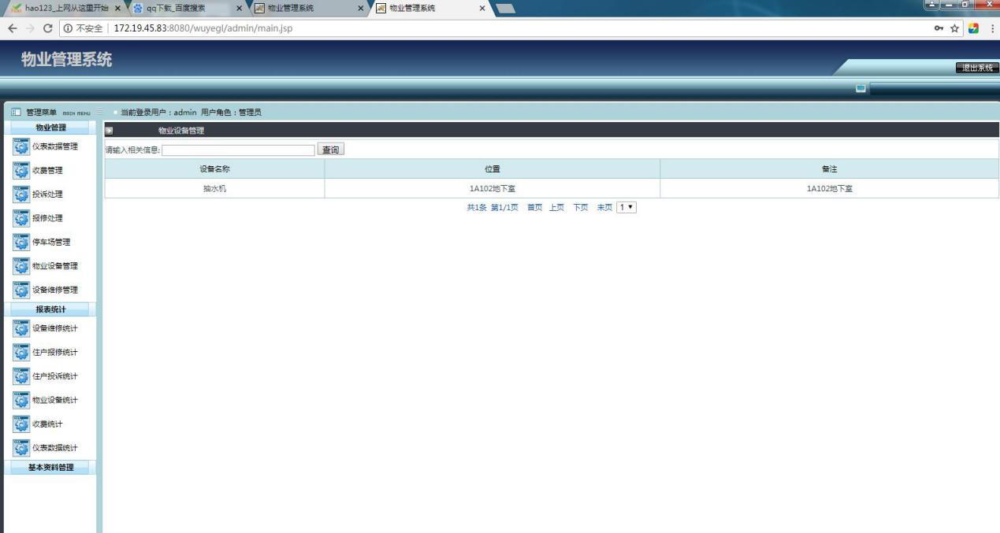 hao123_上网从这里开始 qq下载_百度搜索 物业管理系统 物业管理系统
不安全 172.19.45.83:8080/wuyegl/admin/main.jsp
物业管理系统
退出系统
管理菜单 MAIN MENU 当前登录用户：admin 用户角色：管理员
物业管理
物业设备管理
仪表数据管理
请输入相关信息: 查询
设备名称 位置 备注
收费管理
抽水机 1A102地下室 1A102地下室
投诉处理
共1条 第1/1页 首页 上页 下页 末页 1
报修处理
停车场管理
物业设备管理
设备维修管理
报表统计
设备维修统计
住户报修统计
住户投诉统计
物业设备统计
收费统计
仪表数据统计
基本资料管理